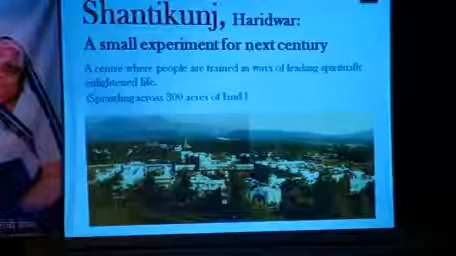 Shantikunj, Haridwar:
A small experiment for next century
A centre where people are trained in ways of leading spiritually
enlightened life.
(Spreading across 300 acres of land)